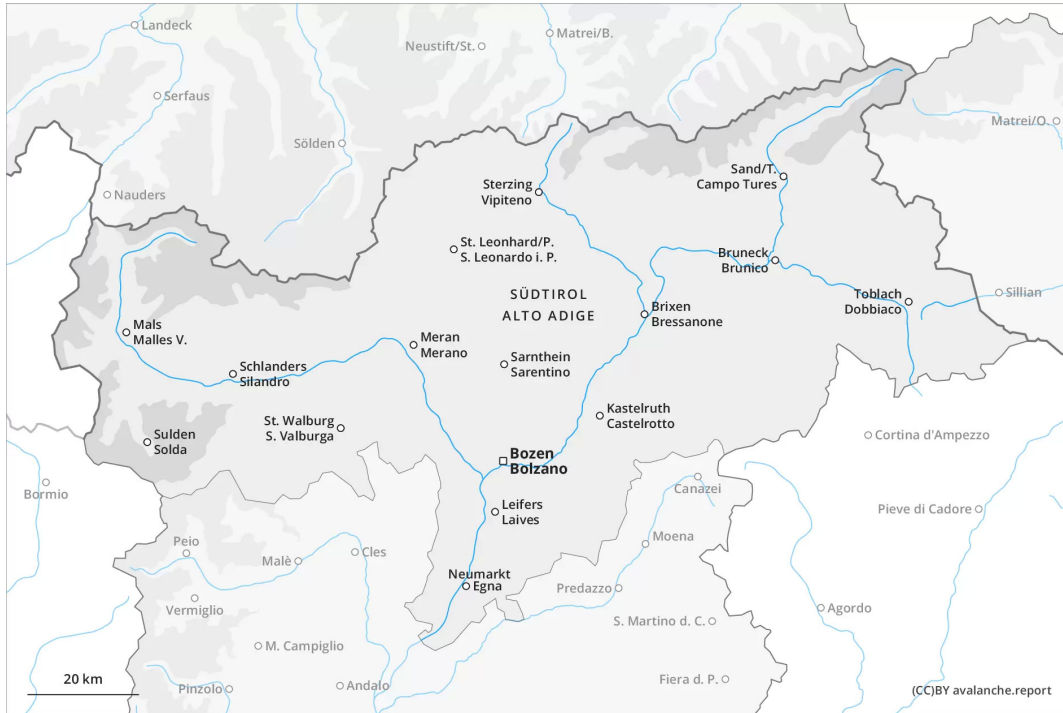 Landeck
Matrei/B.
Neustift/St.
Serfaus
Matrei/O.
Sölden
Sand/T.
Campo Tures
Sterzing
Vipiteno
Nauders
St. Leonhard/P.
S. Leonardo i. P.
Bruneck
Brunico
SÜDTIROL
ALTO ADIGE
Toblach
Dobbiaco
Sillian
Brixen
Bressanone
Mals
Malles V.
Meran
Merano
Sarnthein
Sarentino
Schlanders
Silandro
Kastelruth
Castelrotto
St. Walburg
S. Valburga
Sulden
Solda
Cortina d'Ampezzo
Bozen
Bolzano
Bormio
Canazei
Leifers
Laives
Pieve di Cadore
Moena
Peio
Cles
Malè
Neumarkt
Egna
Predazzo
Vermiglio
Agordo
S. Martino d. C.
M. Campiglio
20 km
Pinzolo
Andalo
Fiera d. P.
(CC)BY avalanche.report